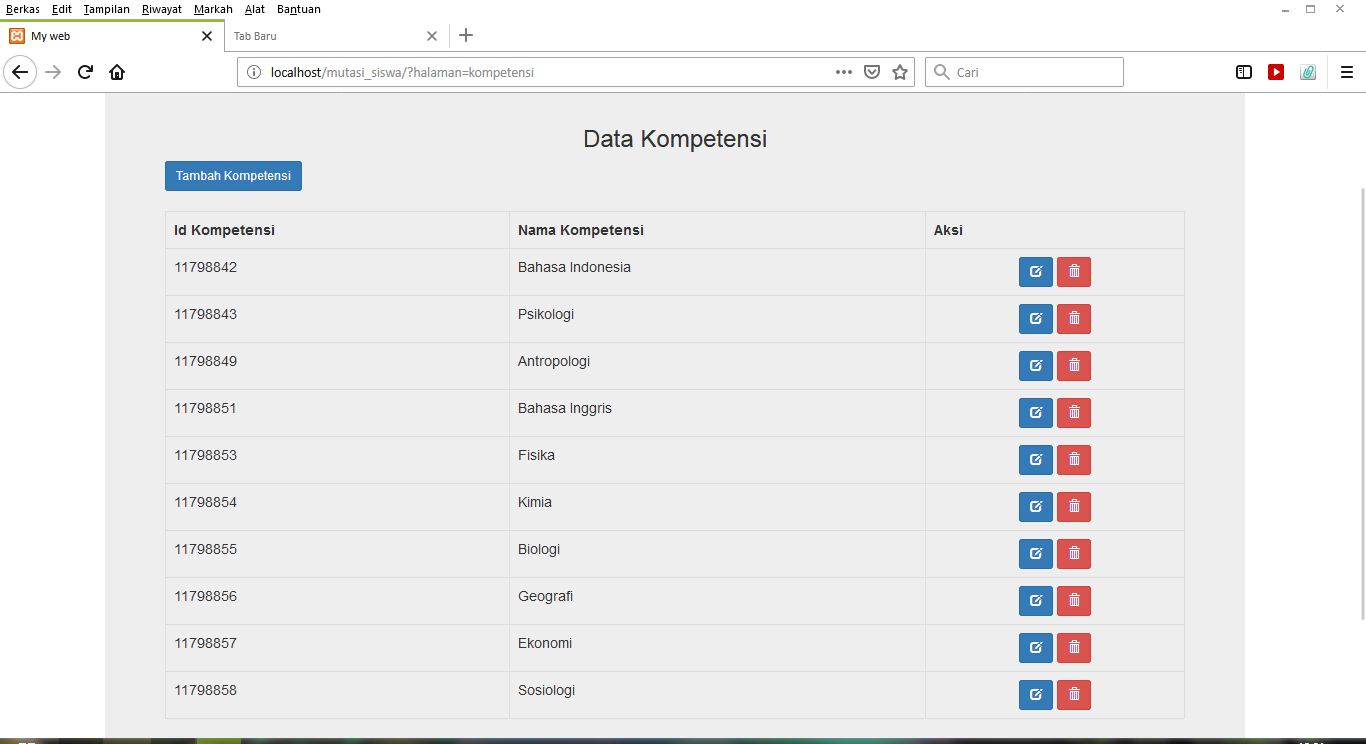 Berkas Edit Tampilan Riwayat Markah Alat Bantuan
My web Tab Baru
localhost/mutasi_siswa/?halaman=kompetensi Cari
Data Kompetensi
Tambah Kompetensi
Id Kompetensi Nama Kompetensi Aksi
11798842 Bahasa Indonesia
11798843 Psikologi
11798849 Antropologi
11798851 Bahasa Inggris
11798853 Fisika
11798854 Kimia
11798855 Biologi
11798856 Geografi
11798857 Ekonomi
11798858 Sosiologi